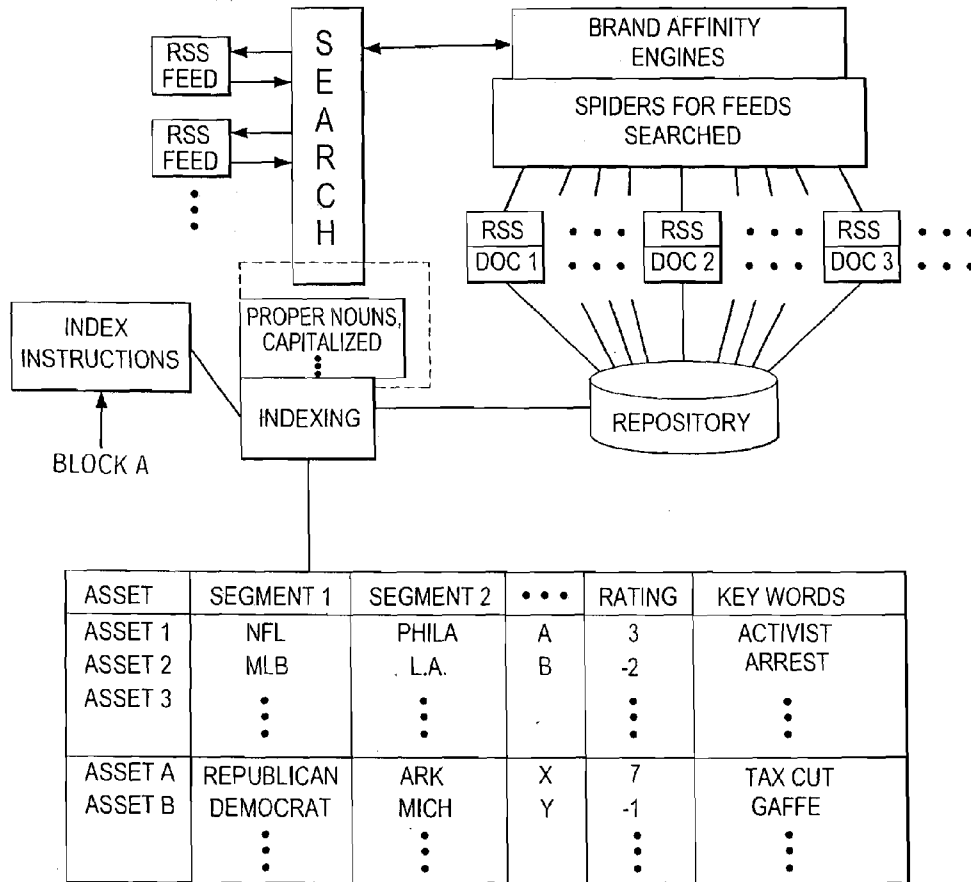 RSS
FEED
RSS
FEED
S
E
A
R
C
H
BRAND AFFINITY
ENGINES
SPIDERS FOR FEEDS
SEARCHED
RSS
DOC 1
RSS
DOC 2
RSS
DOC 3
INDEX
INSTRUCTIONS
BLOCK A
PROPER NOUNS,
CAPITALIZED
INDEXING
REPOSITORY
ASSET SEGMENT 1 SEGMENT 2 ••• RATING KEY WORDS
ASSET 1 NFL PHILA A 3 ACTIVIST
ASSET 2 MLB L.A. B -2 ARREST
ASSET 3
ASSET A REPUBLICAN ARK X 7 TAX CUT
ASSET B DEMOCRAT MICH Y -1 GAFFE